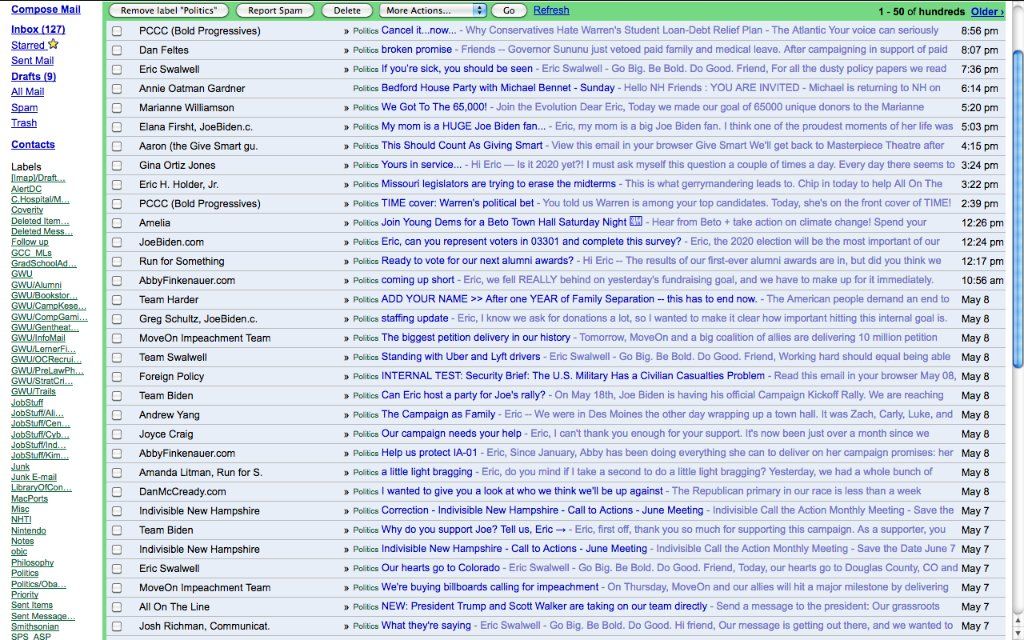 Compose Mail
Inbox (127)
Starred
Sent Mail
Drafts (9)
All Mail
Spam
Trash
Contacts
Labels
[Imap]/Draft...
AlertDC
C.Hospital/M...
Coverity
Deleted Item...
Deleted Mess...
Follow up
GCC_MLs
GradSchoolAd...
GWU
GWU/Alumni
GWU/Bookstor...
GWU/CampKese...
GWU/CompGami...
GWU/Gentheat...
GWU/InfoMail
GWU/LernerFi...
GWU/OCRecrui...
GWU/PreLawPh...
GWU/StratCri...
GWU/Trails
JobStuff
JobStuff/Ali...
JobStuff/Cen...
JobStuff/Cyb...
JobStuff/Ind...
JobStuff/Kim...
Junk
Junk E-mail
LibraryOfCon...
MacPorts
Misc
NHTI
Nintendo
Notes
obic
Philosophy
Politics
Politics/Oba...
Priority
Sent Items
Sent Message...
Smithsonian
SPS_ASP
Remove label "Politics" Report Spam Delete More Actions... Go Refresh 1 - 50 of hundreds Older ›
PCCC (Bold Progressives) » Politics Cancel it...now... - Why Conservatives Hate Warren's Student Loan-Debt Relief Plan - The Atlantic Your voice can seriously 8:56 pm
Dan Feltes » Politics broken promise - Friends -- Governor Sununu just vetoed paid family and medical leave. After campaigning in support of paid 8:07 pm
Eric Swalwell » Politics If you're sick, you should be seen - Eric Swalwell - Go Big. Be Bold. Do Good. Friend, For all the dusty policy papers we read 7:36 pm
Annie Oatman Gardner Politics Bedford House Party with Michael Bennet - Sunday - Hello NH Friends : YOU ARE INVITED - Michael is returning to NH on 6:14 pm
Marianne Williamson » Politics We Got To The 65,000! - Join the Evolution Dear Eric, Today we made our goal of 65000 unique donors to the Marianne 5:20 pm
Elana Firsht, JoeBiden.c. » Politics My mom is a HUGE Joe Biden fan... - Eric, my mom is a big Joe Biden fan. I think one of the proudest moments of her life was 5:03 pm
Aaron (the Give Smart gu. » Politics This Should Count As Giving Smart - View this email in your browser Give Smart We'll get back to Masterpiece Theatre after 4:15 pm
Gina Ortiz Jones » Politics Yours in service... - Hi Eric — Is it 2020 yet?! I must ask myself this question a couple of times a day. Every day there seems to 3:24 pm
Eric H. Holder, Jr. » Politics Missouri legislators are trying to erase the midterms - This is what gerrymandering leads to. Chip in today to help All On The 3:22 pm
PCCC (Bold Progressives) » Politics TIME cover: Warren's political bet - You told us Warren is among your top candidates. Today, she's on the front cover of TIME! 2:39 pm
Amelia » Politics Join Young Dems for a Beto Town Hall Saturday Night - Hear from Beto + take action on climate change! Spend your 12:26 pm
JoeBiden.com » Politics Eric, can you represent voters in 03301 and complete this survey? - Eric, the 2020 election will be the most important of our 12:24 pm
Run for Something » Politics Ready to vote for our next alumni awards? - Hi Eric -- The results of our first-ever alumni awards are in, but did you think we 12:17 pm
AbbyFinkenauer.com » Politics coming up short - Eric, we fell REALLY behind on yesterday's fundraising goal, and we have to make up for it immediately. 10:56 am
Team Harder » Politics ADD YOUR NAME >> After one YEAR of Family Separation -- this has to end now. - The American people demand an end to May 8
Greg Schultz, JoeBiden.c. » Politics staffing update - Eric, I know we ask for donations a lot, so I wanted to make it clear how important hitting this internal goal is. May 8
MoveOn Impeachment Team » Politics The biggest petition delivery in our history - Tomorrow, MoveOn and a big coalition of allies are delivering 10 million petition May 8
Team Swalwell » Politics Standing with Uber and Lyft drivers - Eric Swalwell - Go Big. Be Bold. Do Good. Friend, Working hard should equal being able May 8
Foreign Policy » Politics INTERNAL TEST: Security Brief: The U.S. Military Has a Civilian Casualties Problem - Read this email in your browser May 08, May 8
Team Biden » Politics Can Eric host a party for Joe's rally? - On May 18th, Joe Biden is having his official Campaign Kickoff Rally. We are reaching May 8
Andrew Yang » Politics The Campaign as Family - Eric -- We were in Des Moines the other day wrapping up a town hall. It was Zach, Carly, Luke, and May 8
Joyce Craig » Politics Our campaign needs your help - Eric, I can't thank you enough for your support. It's now been just over a month since we May 8
AbbyFinkenauer.com » Politics Help us protect IA-01 - Eric, Since January, Abby has been doing everything she can to deliver on her campaign promises: her May 8
Amanda Litman, Run for S. » Politics a little light bragging - Eric, do you mind if I take a second to do a little light bragging? Yesterday, we had a whole bunch of May 8
DanMcCready.com » Politics I wanted to give you a look at who we think we'll be up against - The Republican primary in our race is less than a week May 8
Indivisible New Hampshire » Politics Correction - Indivisible New Hampshire - Call to Actions - June Meeting - Indivisible Call the Action Monthly Meeting - Save the May 7
Team Biden » Politics Why do you support Joe? Tell us, Eric → - Eric, first off, thank you so much for supporting this campaign. As a supporter, you May 7
Indivisible New Hampshire » Politics Indivisible New Hampshire - Call to Actions - June Meeting - Indivisible Call the Action Monthly Meeting - Save the Date June 7 May 7
Eric Swalwell » Politics Our hearts go to Colorado - Eric Swalwell - Go Big. Be Bold. Do Good. Friend, Today, our hearts go to Douglas County, CO and May 7
MoveOn Impeachment Team » Politics We're buying billboards calling for impeachment - On Thursday, MoveOn and our allies will hit a major milestone by delivering May 7
All On The Line » Politics NEW: President Trump and Scott Walker are taking on our team directly - Send a message to the president: Our grassroots May 7
Josh Richman, Communicat. » Politics What they're saying - Eric Swalwell - Go Big. Be Bold. Do Good. Hi friend, Our message is getting out there, and we wanted to May 7